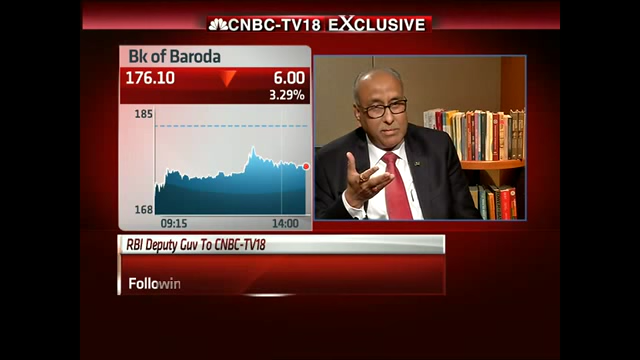 CNBC-TV18 EXCLUSIVE
Bk of Baroda
176.10 6.00
3.29%
185
168
09:15 14:00
RBI Deputy Guv To CNBC-TV18
Followin